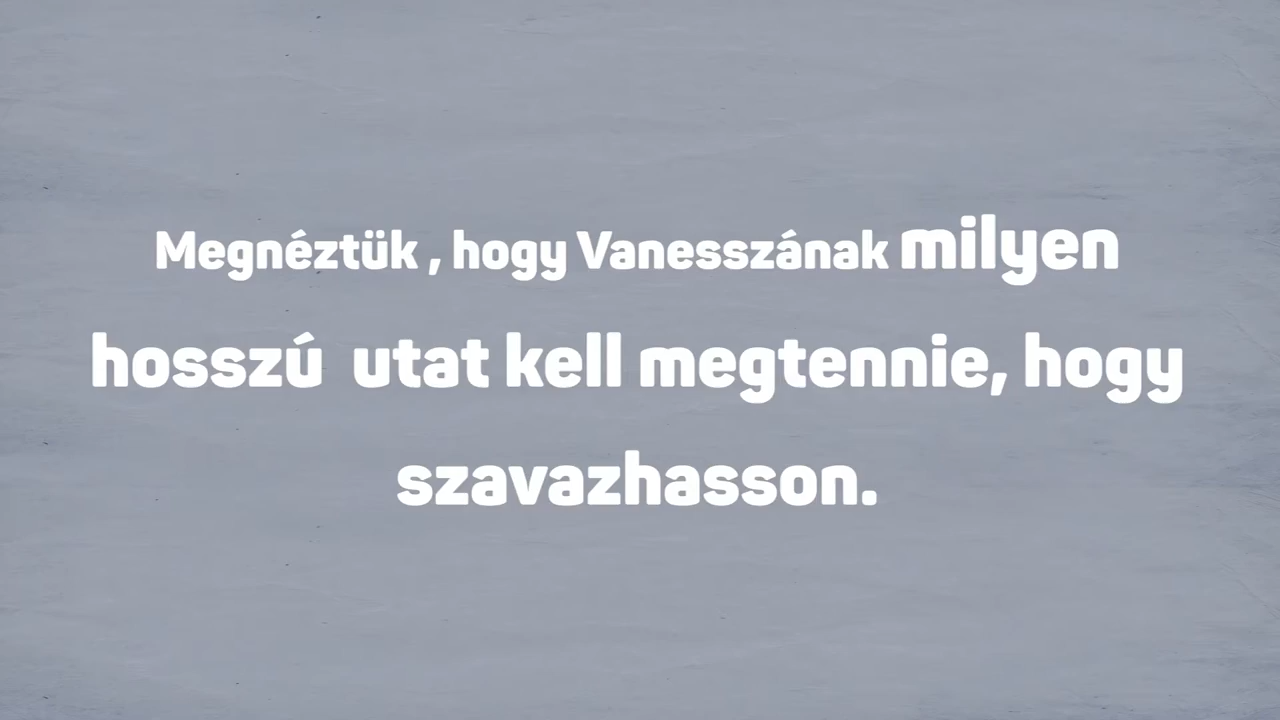 Megnéztük , hogy Vanesszának milyen
hosszú utat kell megtennie, hogy
szavazhasson.